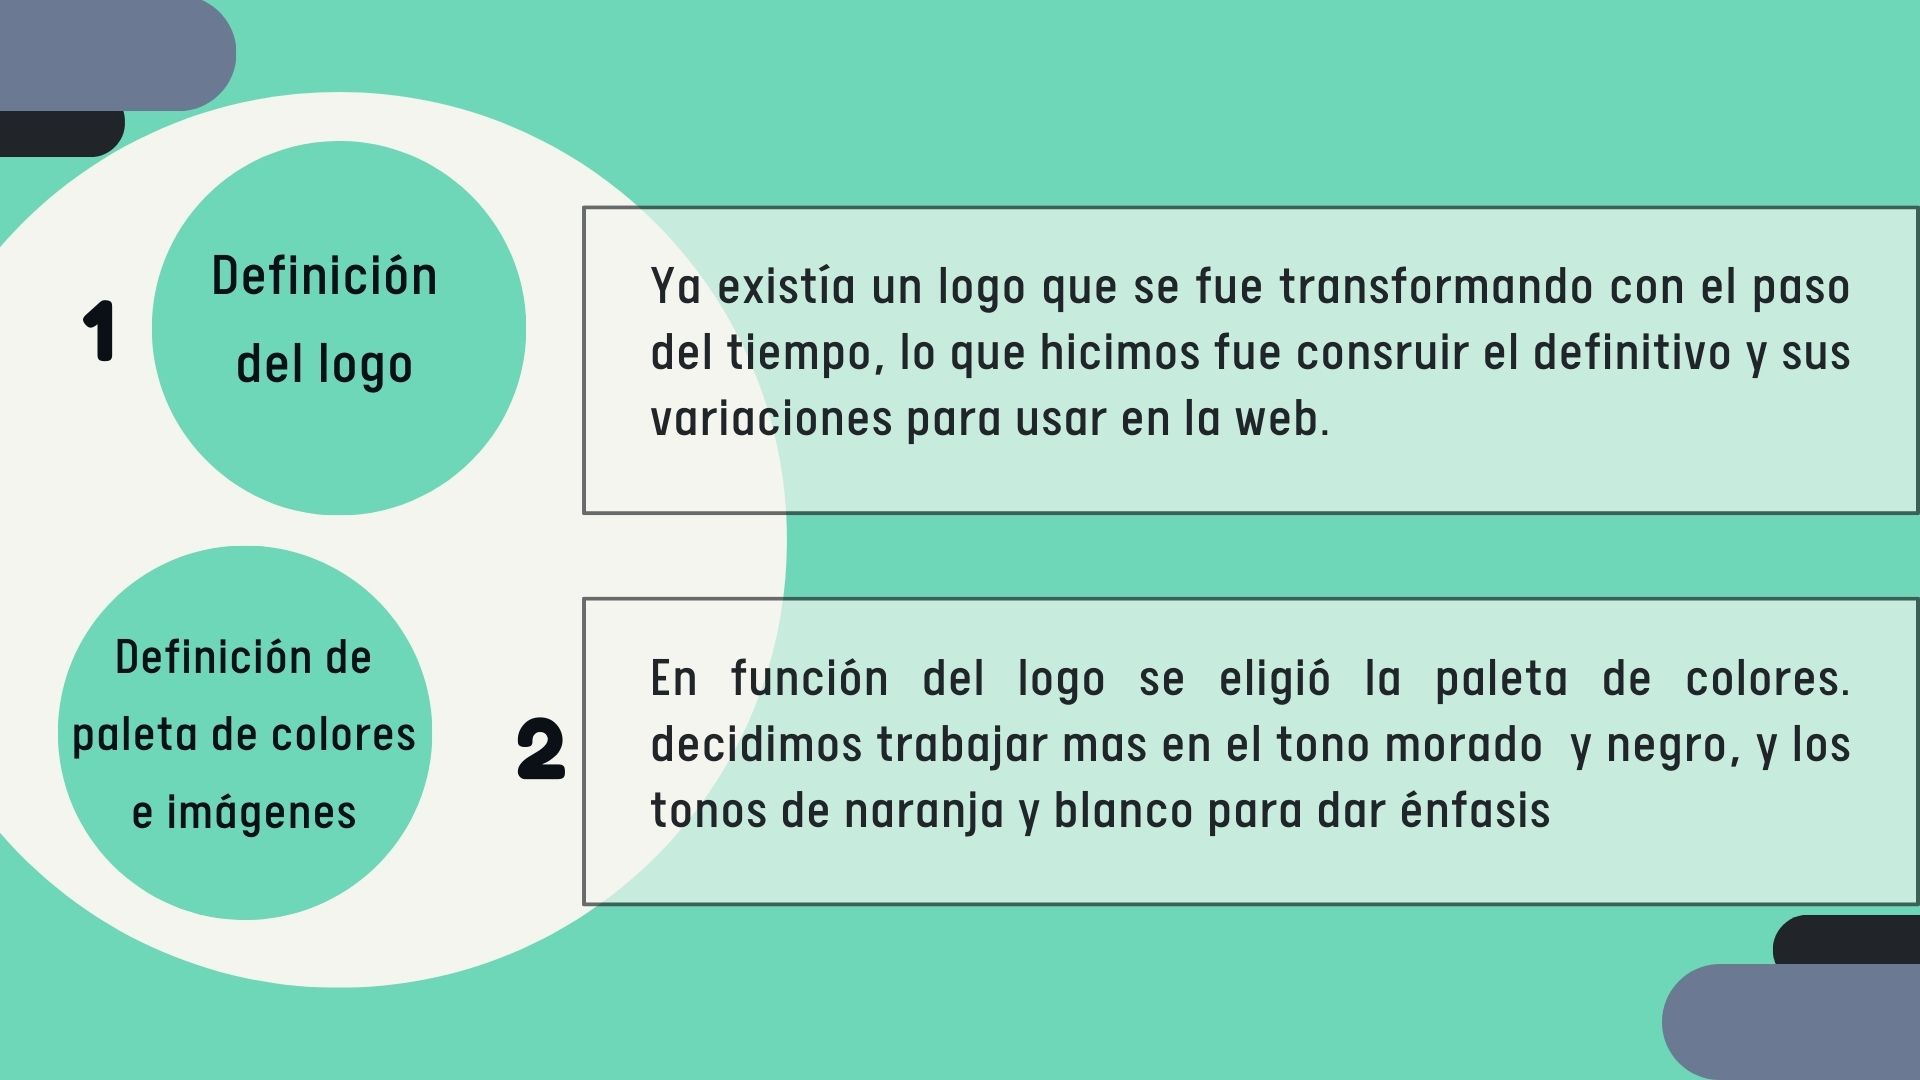 1
Definición
del logo
Ya existía un logo que se fue transformando con el paso
del tiempo, lo que hicimos fue consruir el definitivo y sus
variaciones para usar en la web.
2
Definición de
paleta de colores
e imágenes
En función del logo se eligió la paleta de colores.
decidimos trabajar mas en el tono morado  y negro, y los
tonos de naranja y blanco para dar énfasis